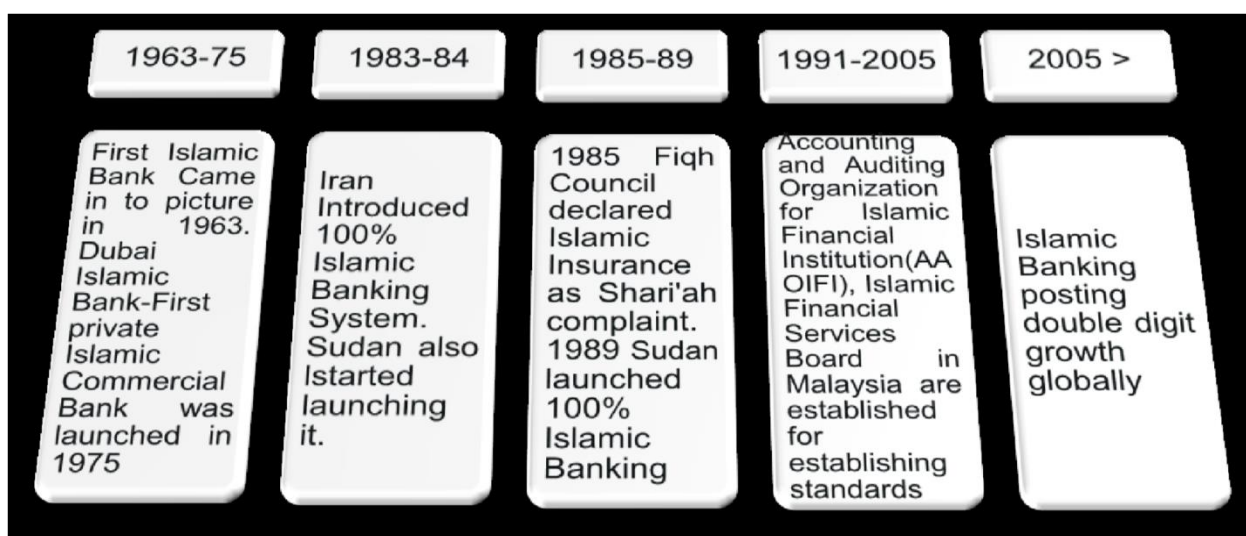 1963-75
First Islamic
Bank Came
in to picture
in 1963.
Dubai
Islamic
Bank-First
private
Islamic
Commercial
Bank was
launched in
1975
1983-84
Iran
Introduced
100%
Islamic
Banking
System.
Sudan also
lstarted
launching
it.
1985-89
1985 Fiqh
Council
declared
Islamic
Insurance
as Shari'ah
complaint.
1989 Sudan
launched
100%
Islamic
Banking
1991-2005
Accounting
and Auditing
Organization
for Islamic
Financial
Institution(AA
OIFI), Islamic
Financial
Services
Board in
Malaysia are
established
for
establishing
standards
2005 >
Islamic
Banking
posting
double digit
growth
globally